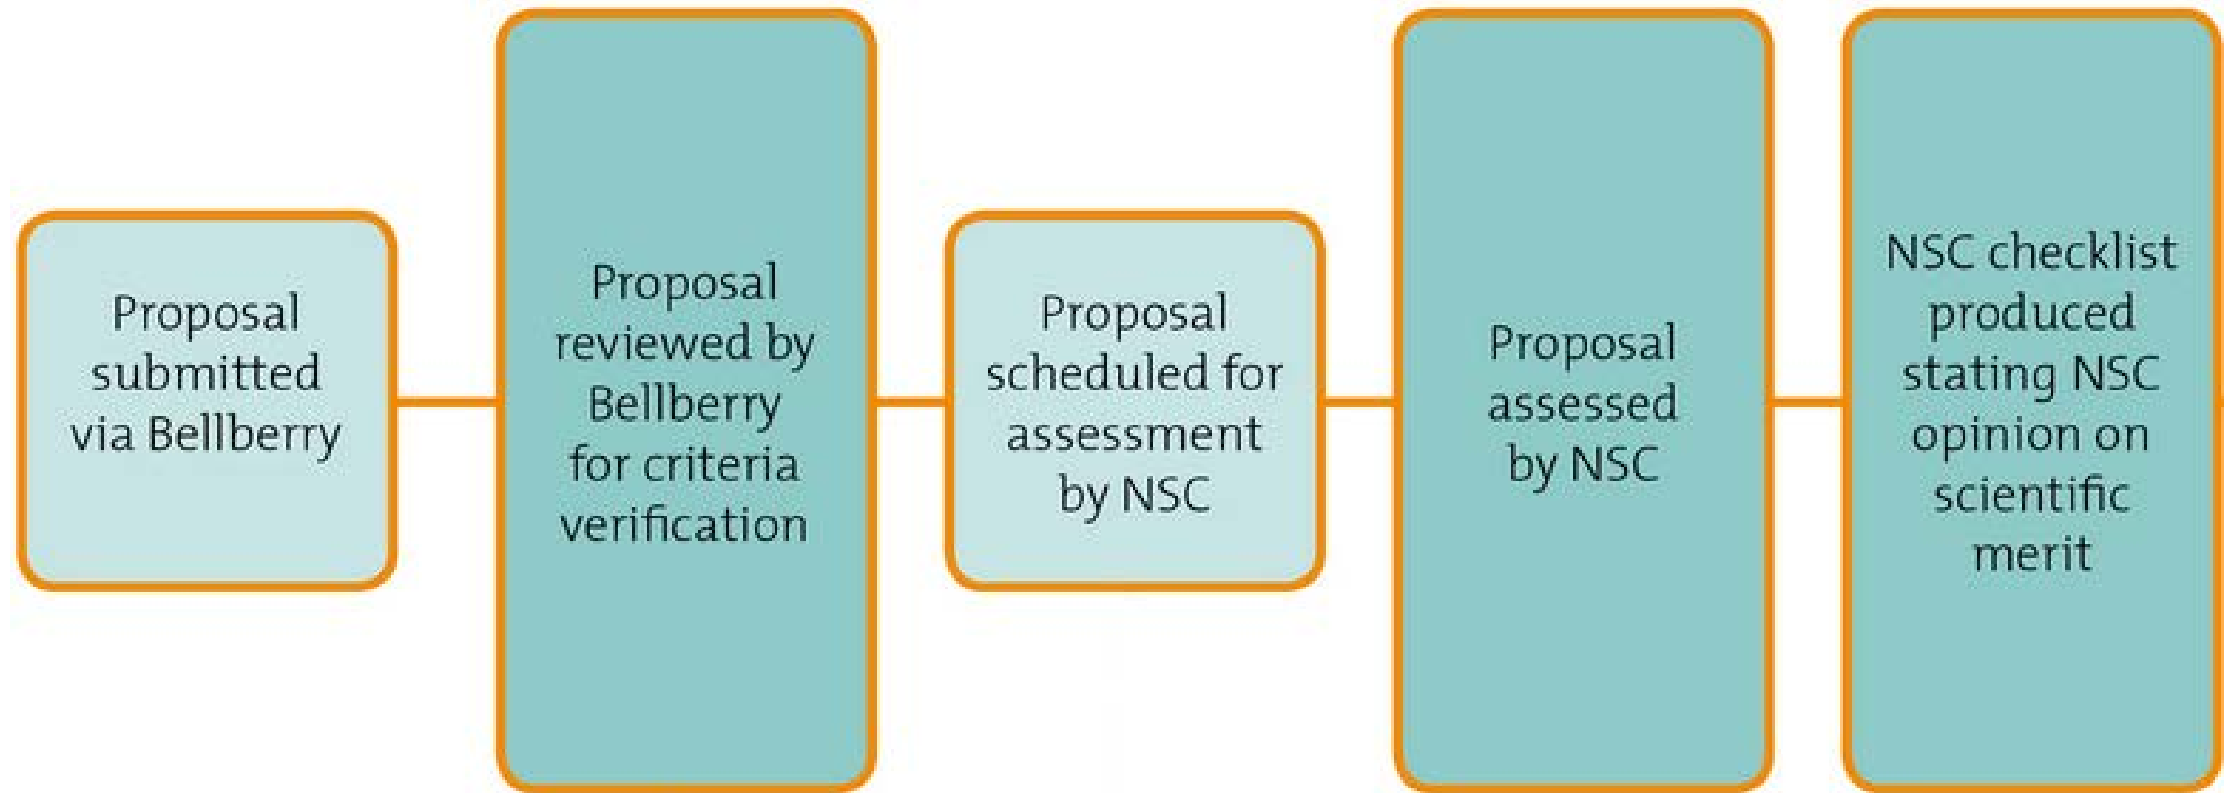 Proposal
submitted
via Bellberry
Proposal
reviewed by
Bellberry
for criteria
verification
Proposal
scheduled for
assessment
by NSC
Proposal
assessed
by NSC
NSC checklist
produced
stating NSC
opinion on
scientific
merit